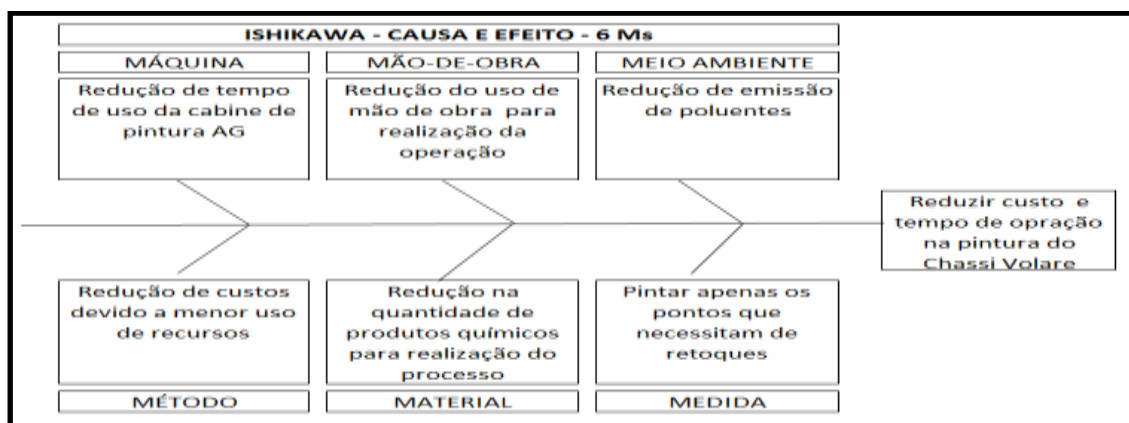 ISHIKAWA - CAUSA E EFEITO - 6 Ms
MÁQUINA
MÃO-DE-OBRA
MEIO AMBIENTE
Redução de tempo
de uso da cabine de
pintura AG
Redução do uso de
mão de obra para
realização da
operação
Redução de emissão
de poluentes
Reduzir custo e
tempo de opração
na pintura do
Chassi Volare
Redução de custos
devido a menor uso
de recursos
Redução na
quantidade de
produtos químicos
para realização do
processo
Pintar apenas os
pontos que
necessitam de
retoques
MÉTODO
MATERIAL
MEDIDA